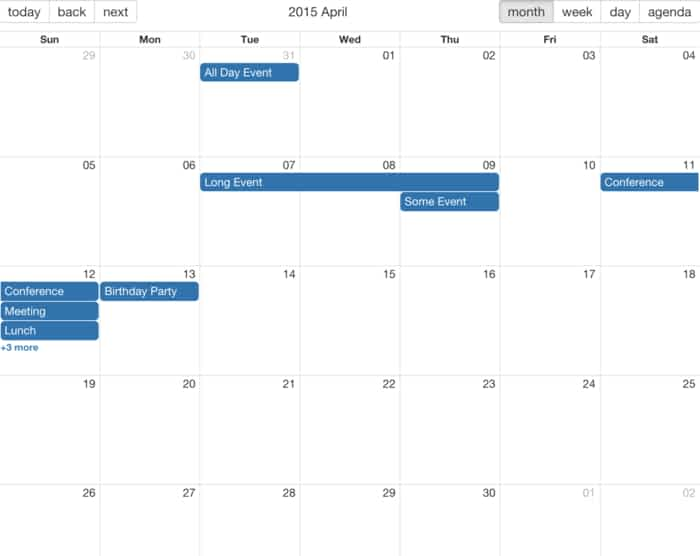 today back next 2015 April month week day agenda
Sun Mon Tue Wed Thu Fri Sat
29 30 31 01 02 03 04
All Day Event
05 06 07 08 09 10 11
Long Event Conference
Some Event
12 13 14 15 16 17 18
Conference Birthday Party
Meeting
Lunch
+3 more
19 20 21 22 23 24 25
26 27 28 29 30 01 02